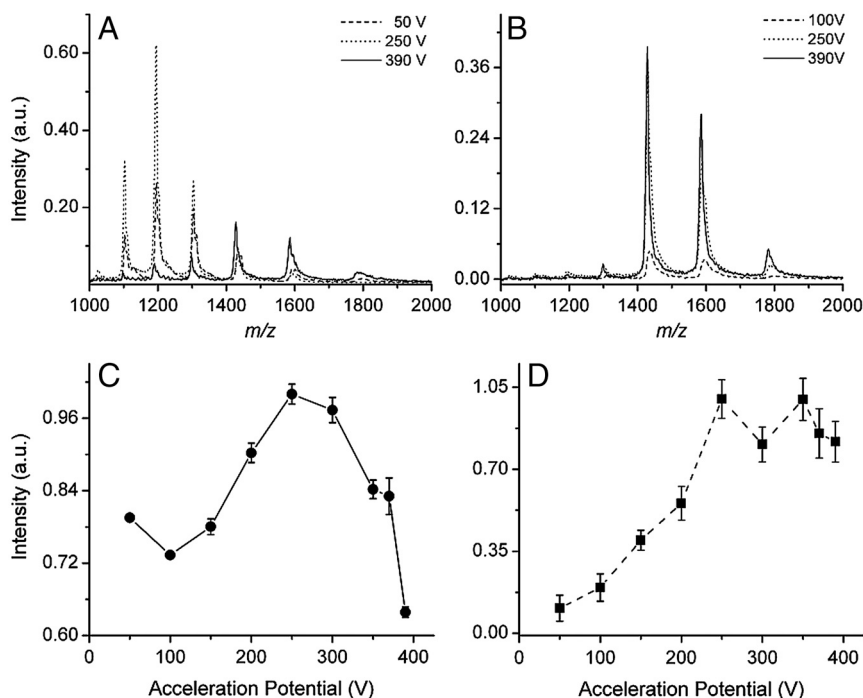 A
50 V
250 V
390 V
Intensity (a.u.)
0.60
0.40
0.20
1000 1200 1400 1600 1800 2000
m/z
B
100V
250V
390V
0.36
0.24
0.12
0.00
1000 1200 1400 1600 1800 2000
m/z
C
Intensity (a.u.)
0.96
0.84
0.72
0.60
0 100 200 300 400
Acceleration Potential (V)
D
1.05
0.70
0.35
0.00
0 100 200 300 400
Acceleration Potential (V)